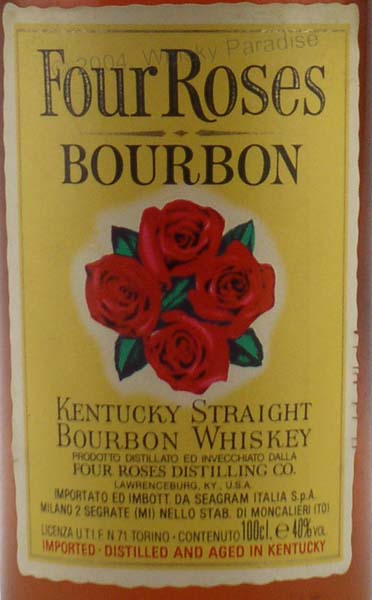 © 2004, Whisky Paradise
Four Roses
BOURBON
KENTUCKY STRAIGHT
BOURBON WHISKEY
PRODOTTO DISTILLATO ED INVECCHIATO DALLA
FOUR ROSES DISTILLING CO.
LAWRENCEBURG, KY., U.S.A.
IMPORTATO ED IMBOTT. DA SEAGRAM ITALIA S.p.A.
MILANO 2 SEGRATE (MI) NELLO STAB. DI MONCALIERI (TO)
LICENZA U.T.I.F. N 71 TORINO - CONTENUTO 100cl. e 40% VOL.
IMPORTED - DISTILLED AND AGED IN KENTUCKY